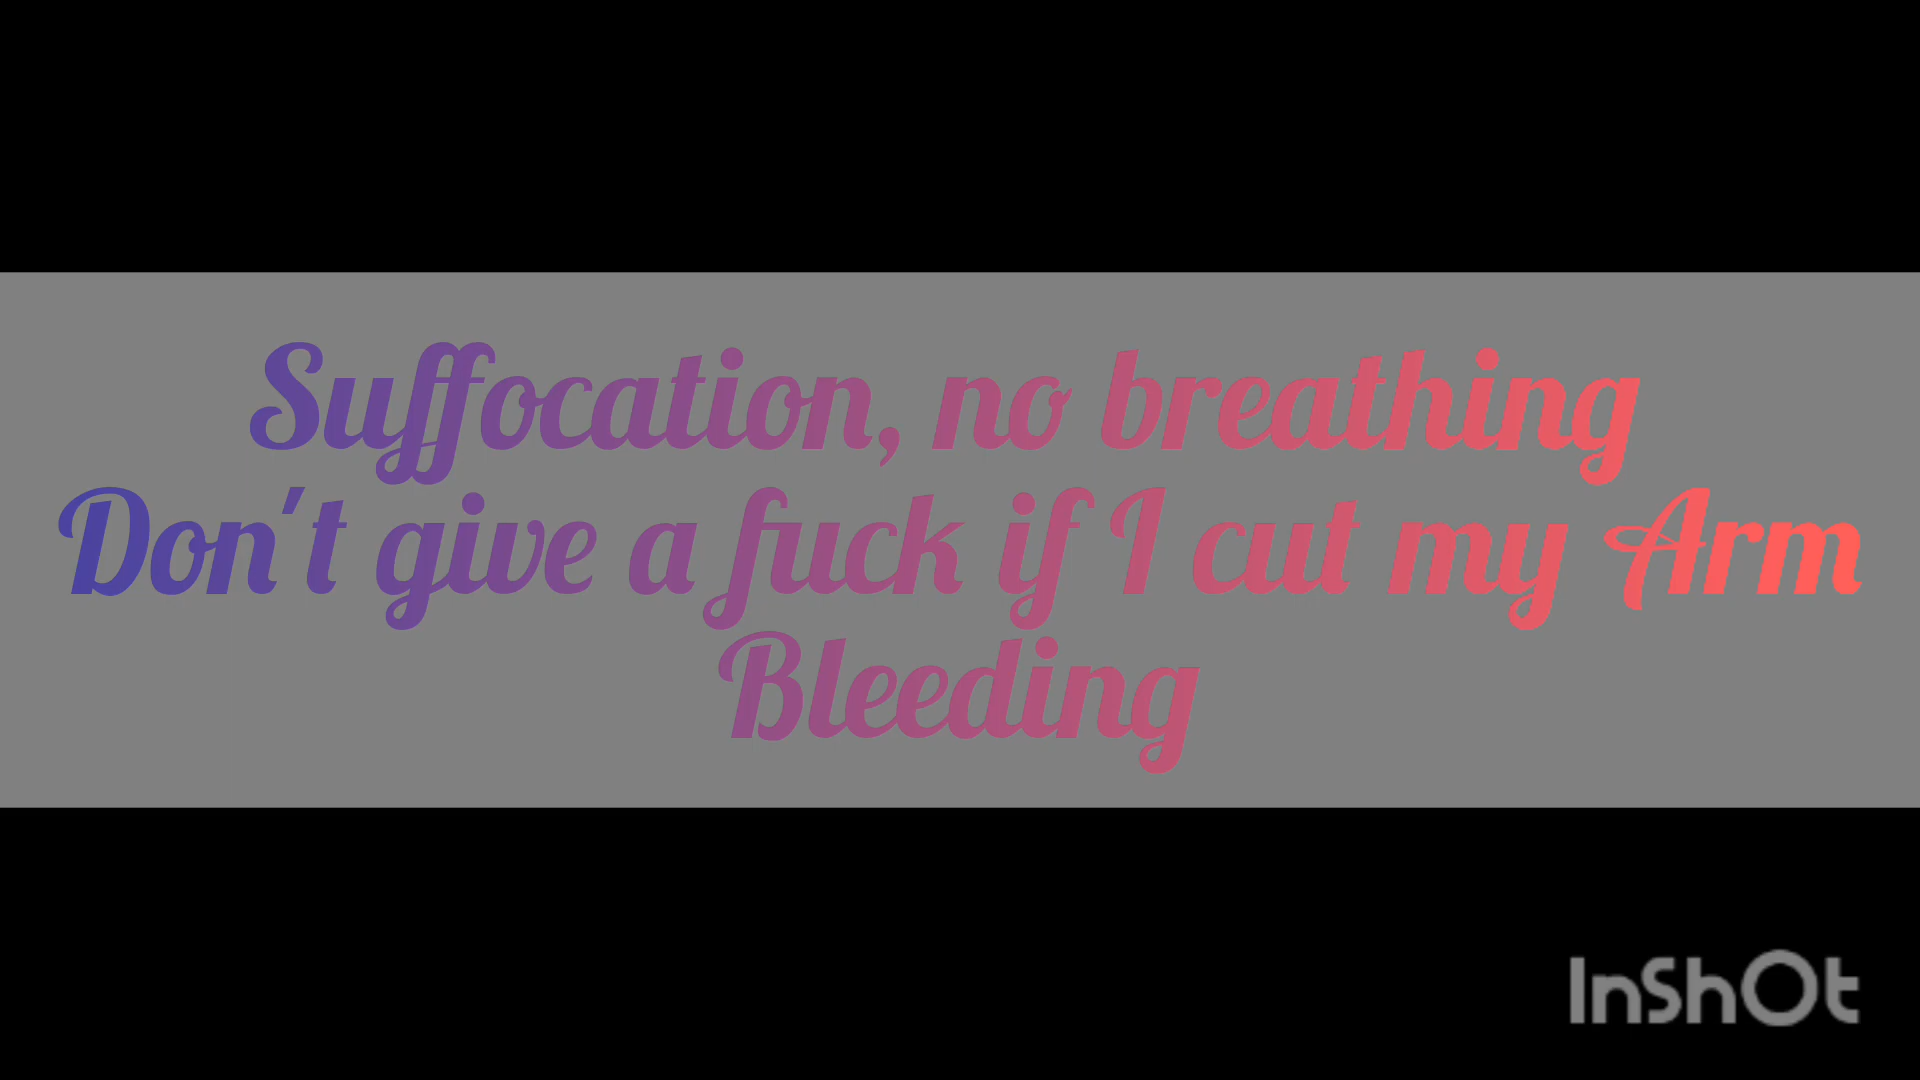 Suffocation, no breathing
Don't give a fuck if I cut my Arm
Bleeding
InShOt